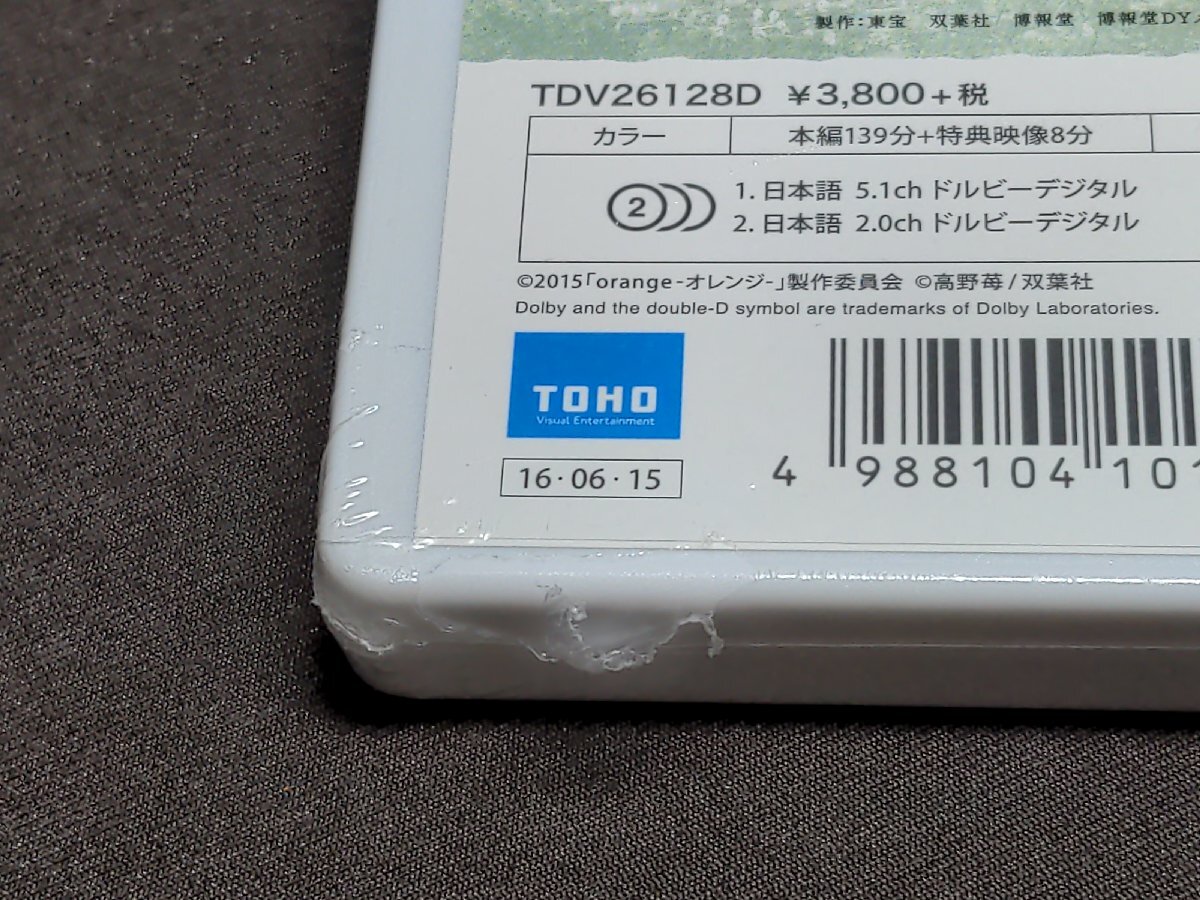 製作:東宝 双葉社 博報堂 博報堂DY
TDV26128D ¥3,800+税
カラー 本編139分+特典映像8分
2 1. 日本語 5.1ch ドルビーデジタル
2. 日本語 2.0ch ドルビーデジタル
©2015「orange-オレンジ-」製作委員会 ©高野苺/双葉社
Dolby and the double-D symbol are trademarks of Dolby Laboratories.
TOHO
Visual Entertainment
16・06・15
4 988104 101